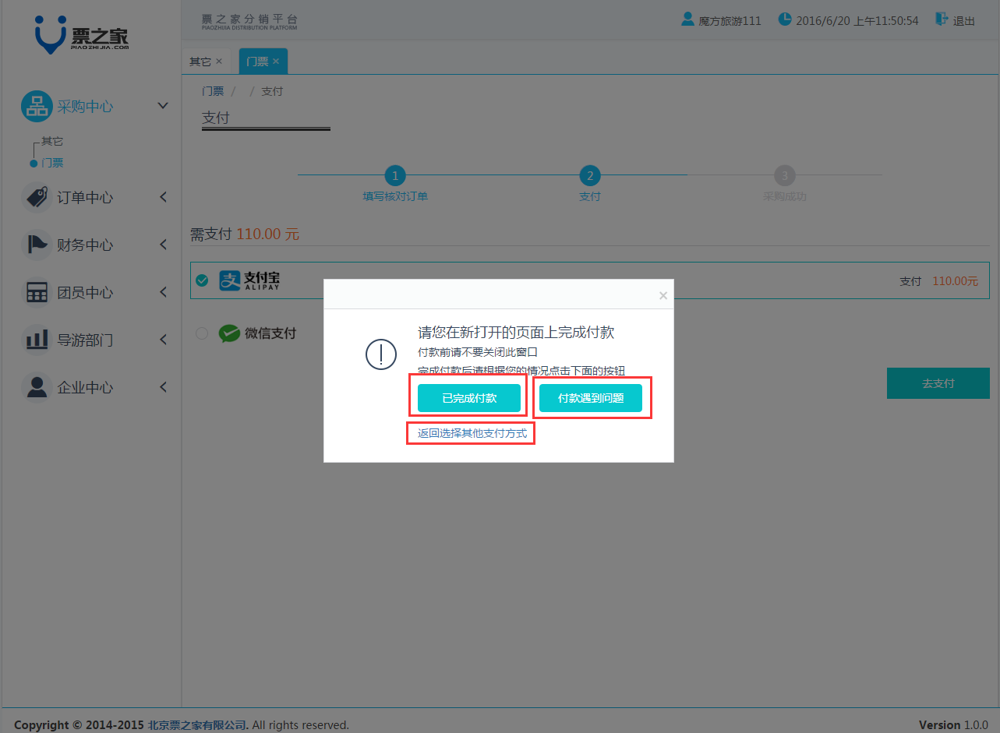 票之家
PIAOZHIJIA.COM
票之家分销平台
PIAOZHIJIA DISTRIBUTION PLATFORM
魔方旅游111
2016/6/20 上午11:50:54
退出
其它 ×
门票 ×
采购中心
其它
门票
订单中心
财务中心
团员中心
导游部门
企业中心
门票 / / 支付
支付
1
2
3
填写核对订单
支付
采购成功
需支付 110.00 元
支付宝
ALIPAY
支付 110.00元
微信支付
去支付
×
请您在新打开的页面上完成付款
付款前请不要关闭此窗口
完成付款后请根据您的情况点击下面的按钮
已完成付款
付款遇到问题
返回选择其他支付方式
Copyright © 2014-2015 北京票之家有限公司. All rights reserved.
Version 1.0.0